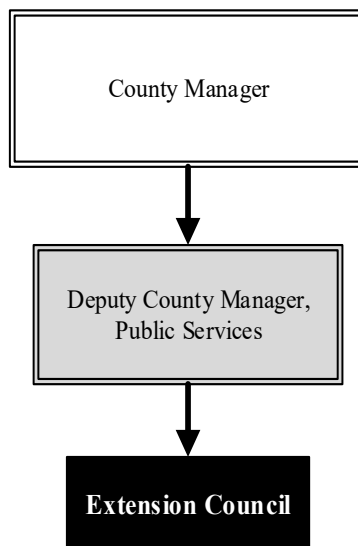 County Manager
Deputy County Manager,
Public Services
Extension Council